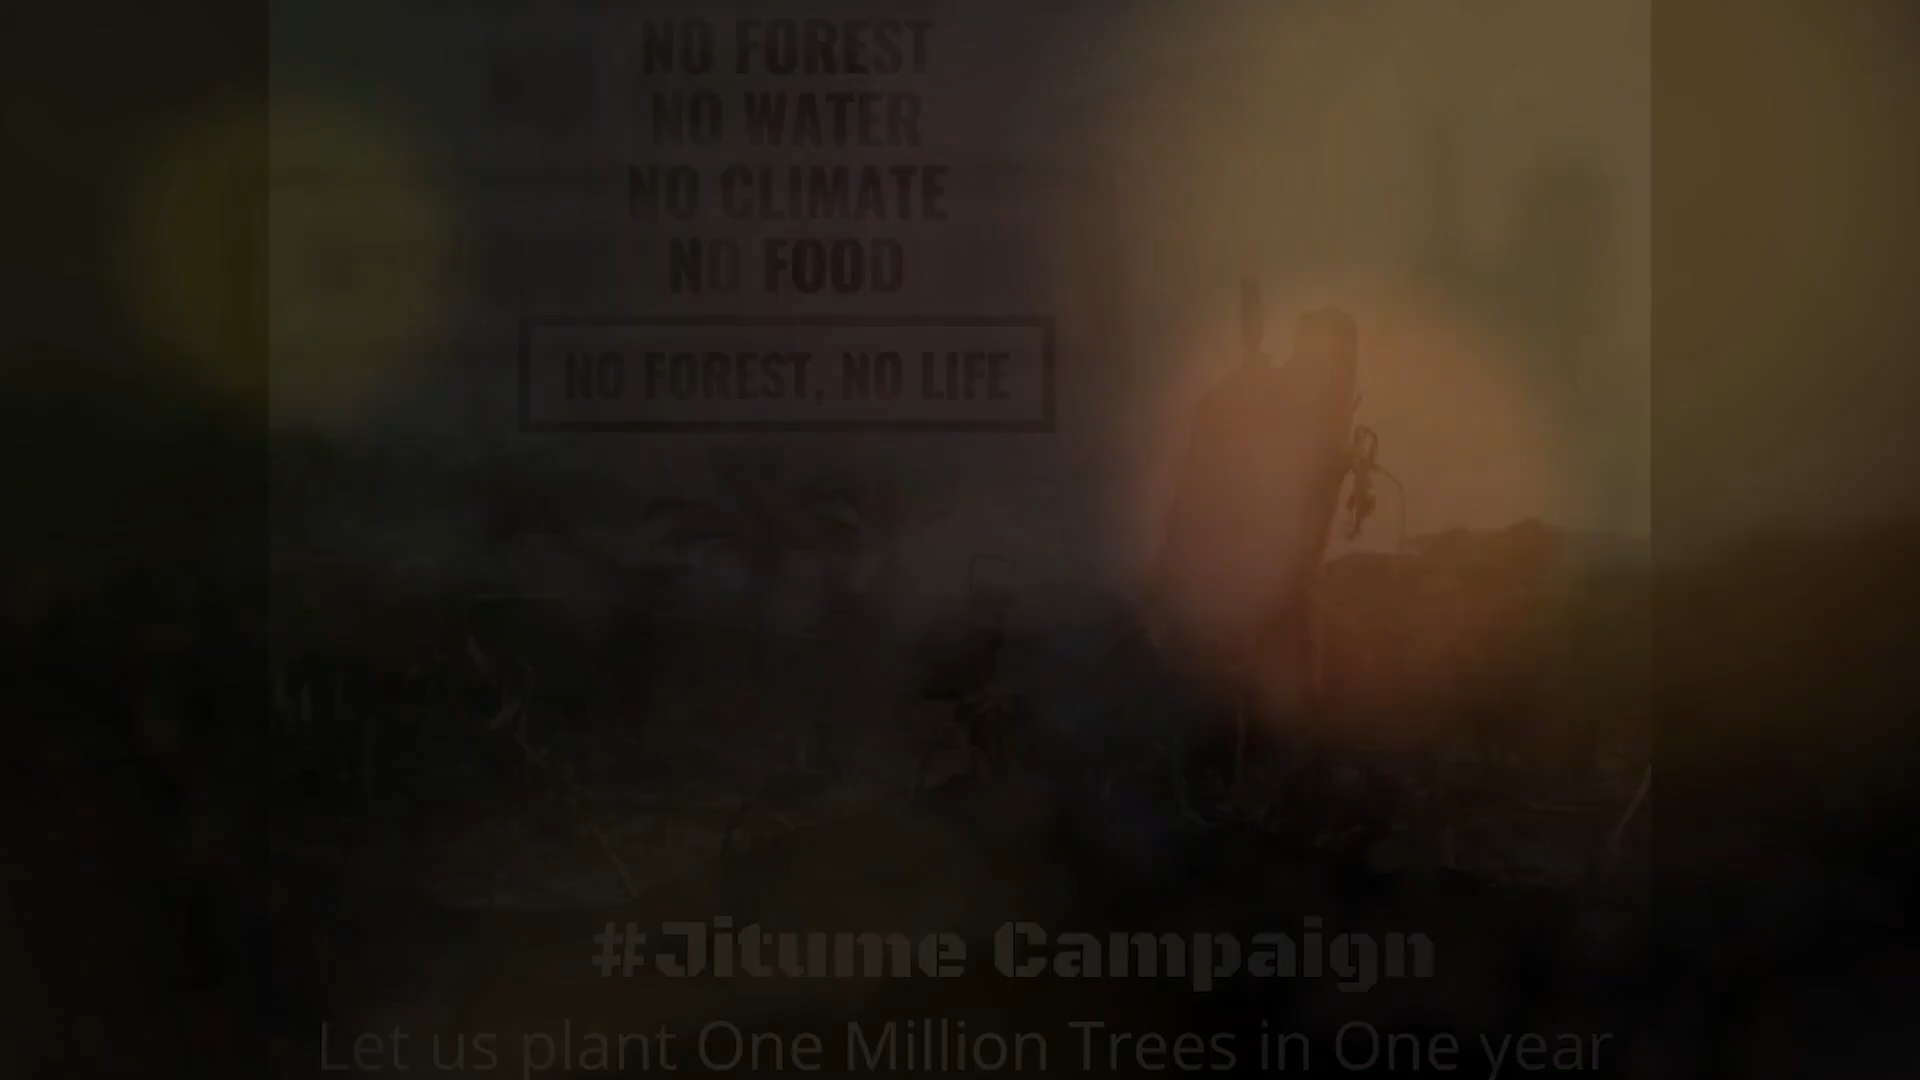 NO FOREST
NO WATER
NO CLIMATE
NO FOOD
NO FOREST, NO LIFE
#Jitume Campaign
Let us plant One Million Trees in One year